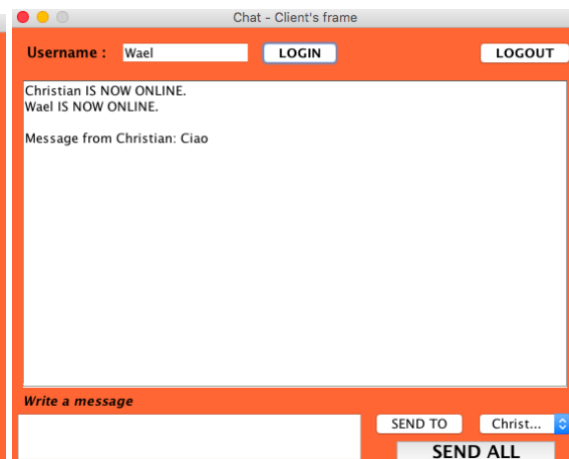 Chat - Client's frame
Username : Wael LOGIN LOGOUT
Christian IS NOW ONLINE.
Wael IS NOW ONLINE.
Message from Christian: Ciao
Write a message
SEND TO Christ...
SEND ALL